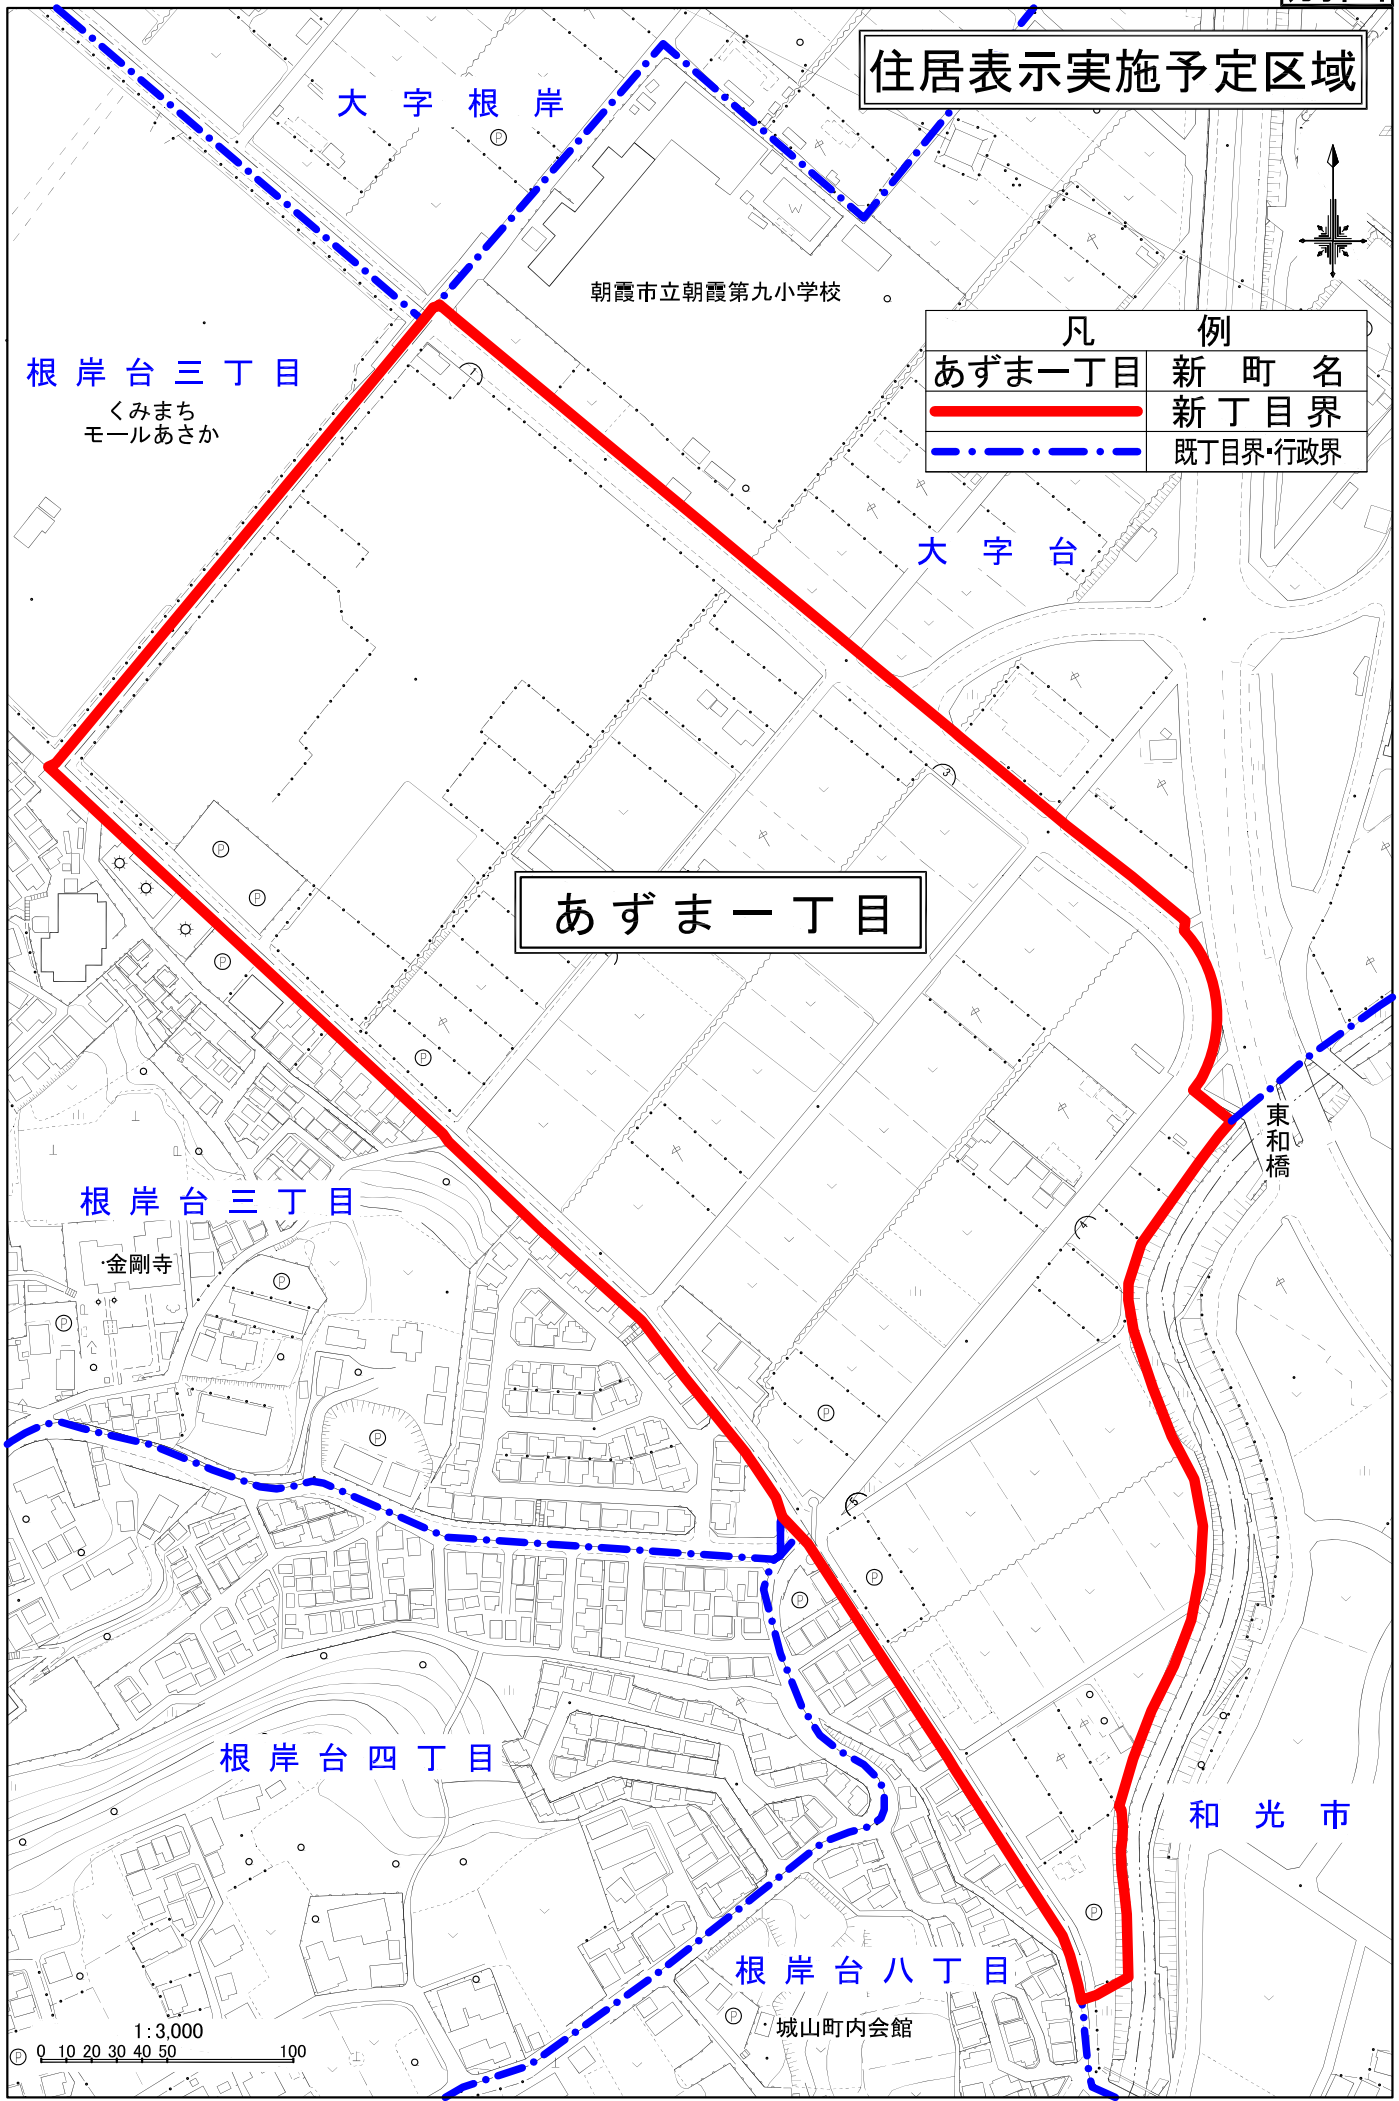 住居表示実施予定区域
大字根岸
朝霞市立朝霞第九小学校
凡例
あずま一丁目 新町名
新丁目界
既丁目界・行政界
根岸台三丁目
くみまち
モールあさか
大字台
あずま一丁目
東和橋
根岸台三丁目
金剛寺
根岸台四丁目
和光市
根岸台八丁目
城山町内会館
1:3,000
0 10 20 30 40 50 100